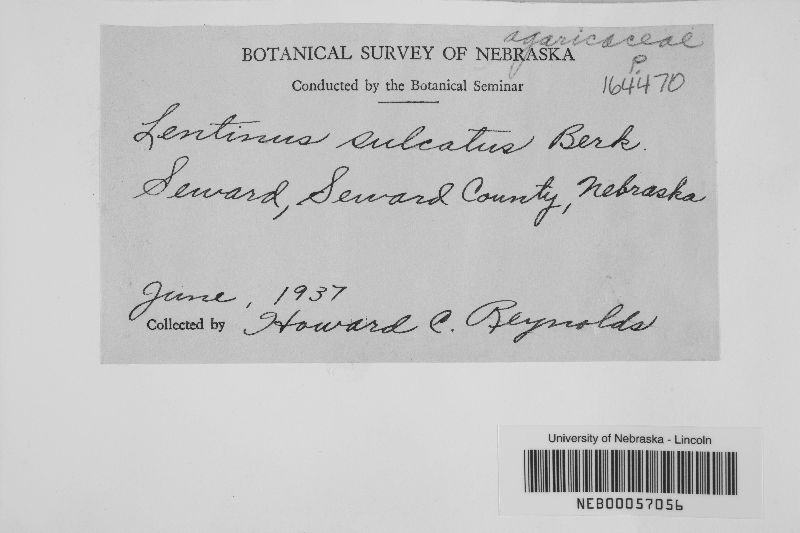 agaricaceae
BOTANICAL SURVEY OF NEBRASKA
P.
Conducted by the Botanical Seminar
164470
Lentinus sulcatus Berk.
Seward, Seward County, Nebraska
June, 1937
Collected by Howard C. Reynolds
University of Nebraska - Lincoln
NEB00057056